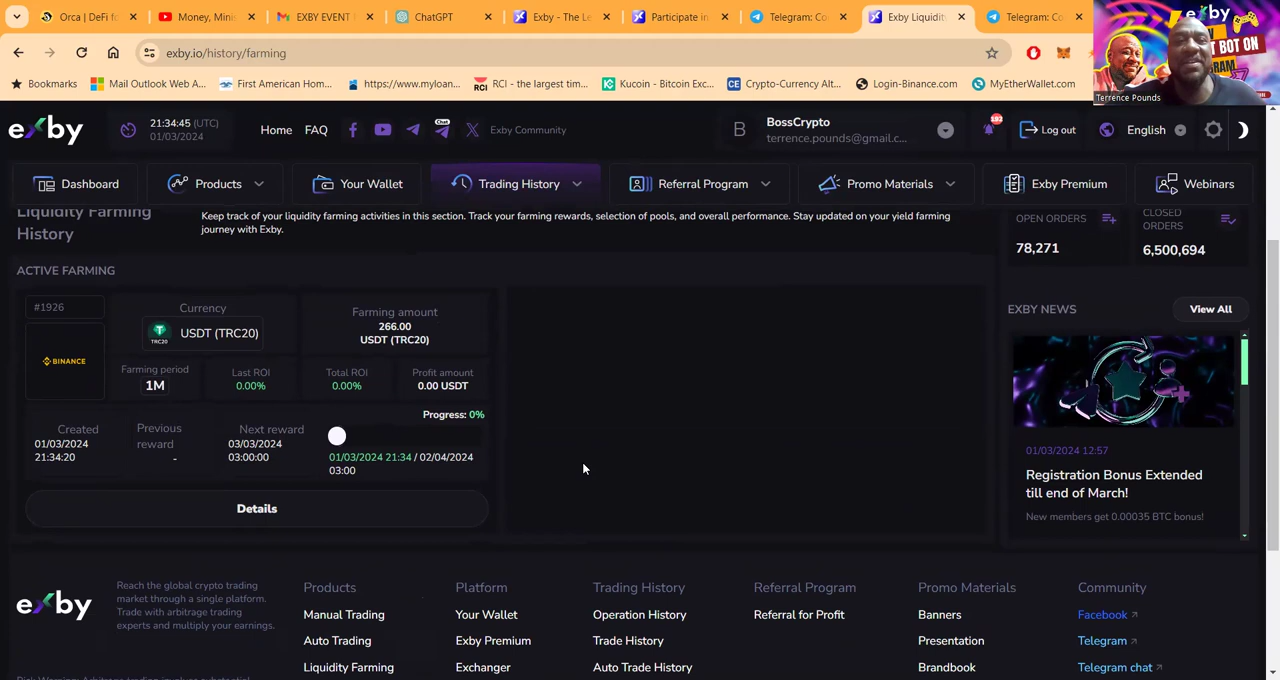 Orca | DeFi fo
Money, Minis
EXBY EVENT
ChatGPT
Exby - The Le
Participate in
Telegram: Co
Exby Liquidit
Telegram: Con
exby.io/history/farming
Bookmarks
Mail Outlook Web A...
First American Hom...
https://www.myloan...
RCI - the largest tim...
Kucoin - Bitcoin Exc...
Crypto-Currency Alt...
Login-Binance.com
MyEtherWallet.com
exby
BOT ON
Terrence Pounds
exby
21:34:45 (UTC)
01/03/2024
Home
FAQ
Chat
Exby Community
B
BossCrypto
terrence.pounds@gmail.c...
Log out
English
Dashboard
Products
Your Wallet
Trading History
Referral Program
Promo Materials
Exby Premium
Webinars
Liquidity Farming
History
Keep track of your liquidity farming activities in this section. Track your farming rewards, selection of pools, and overall performance. Stay updated on your yield farming
journey with Exby.
OPEN ORDERS
78,271
CLOSED
ORDERS
6,500,694
ACTIVE FARMING
#1926
BINANCE
Currency
TRC20
USDT (TRC20)
Farming amount
266.00
USDT (TRC20)
Farming period
1M
Last ROI
0.00%
Total ROI
0.00%
Profit amount
0.00 USDT
Progress: 0%
Created
01/03/2024
21:34:20
Previous
reward
-
Next reward
03/03/2024
03:00:00
01/03/2024 21:34 / 02/04/2024
03:00
Details
EXBY NEWS
View All
01/03/2024 12:57
Registration Bonus Extended
till end of March!
New members get 0.00035 BTC bonus!
exby
Reach the global crypto trading
market through a single platform.
Trade with arbitrage trading
experts and multiply your earnings.
Products
Manual Trading
Auto Trading
Liquidity Farming
Platform
Your Wallet
Exby Premium
Exchanger
Trading History
Operation History
Trade History
Auto Trade History
Referral Program
Referral for Profit
Promo Materials
Banners
Presentation
Brandbook
Community
Facebook
Telegram
Telegram chat